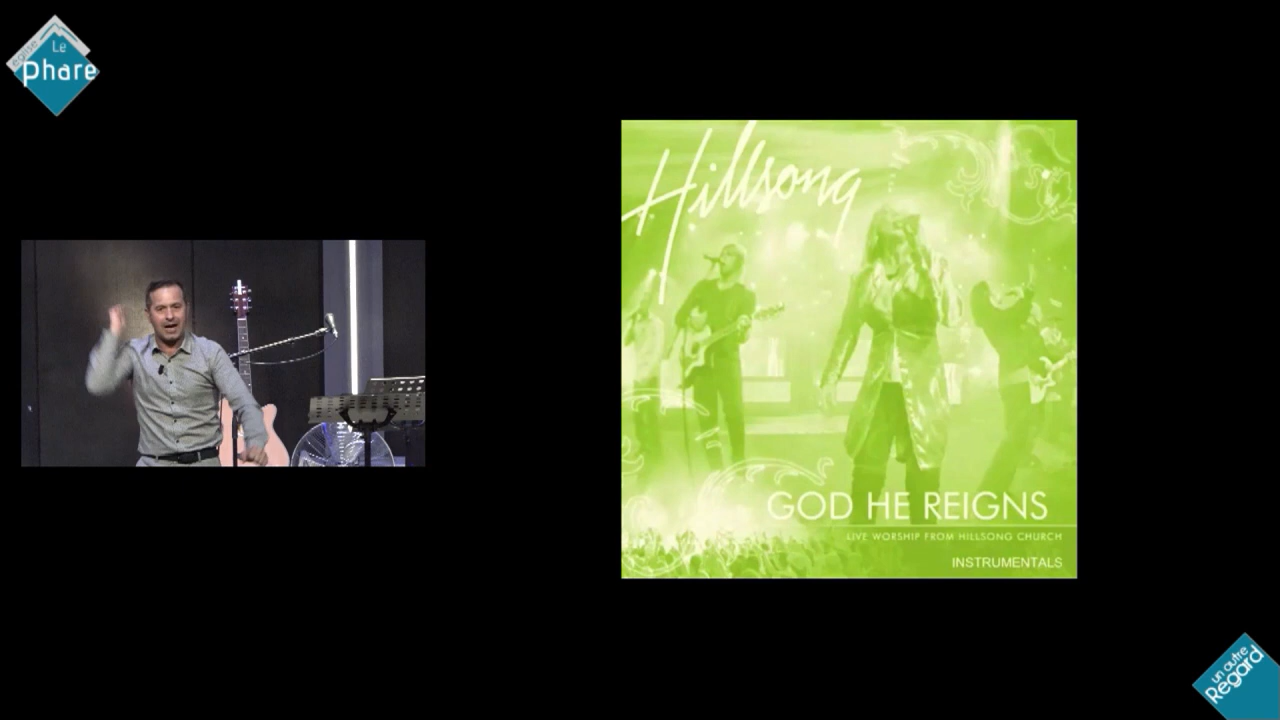 église
Le
phare
Hillsong
GOD HE REIGNS
LIVE WORSHIP FROM HILLSONG CHURCH
INSTRUMENTALS
un autre
Regard